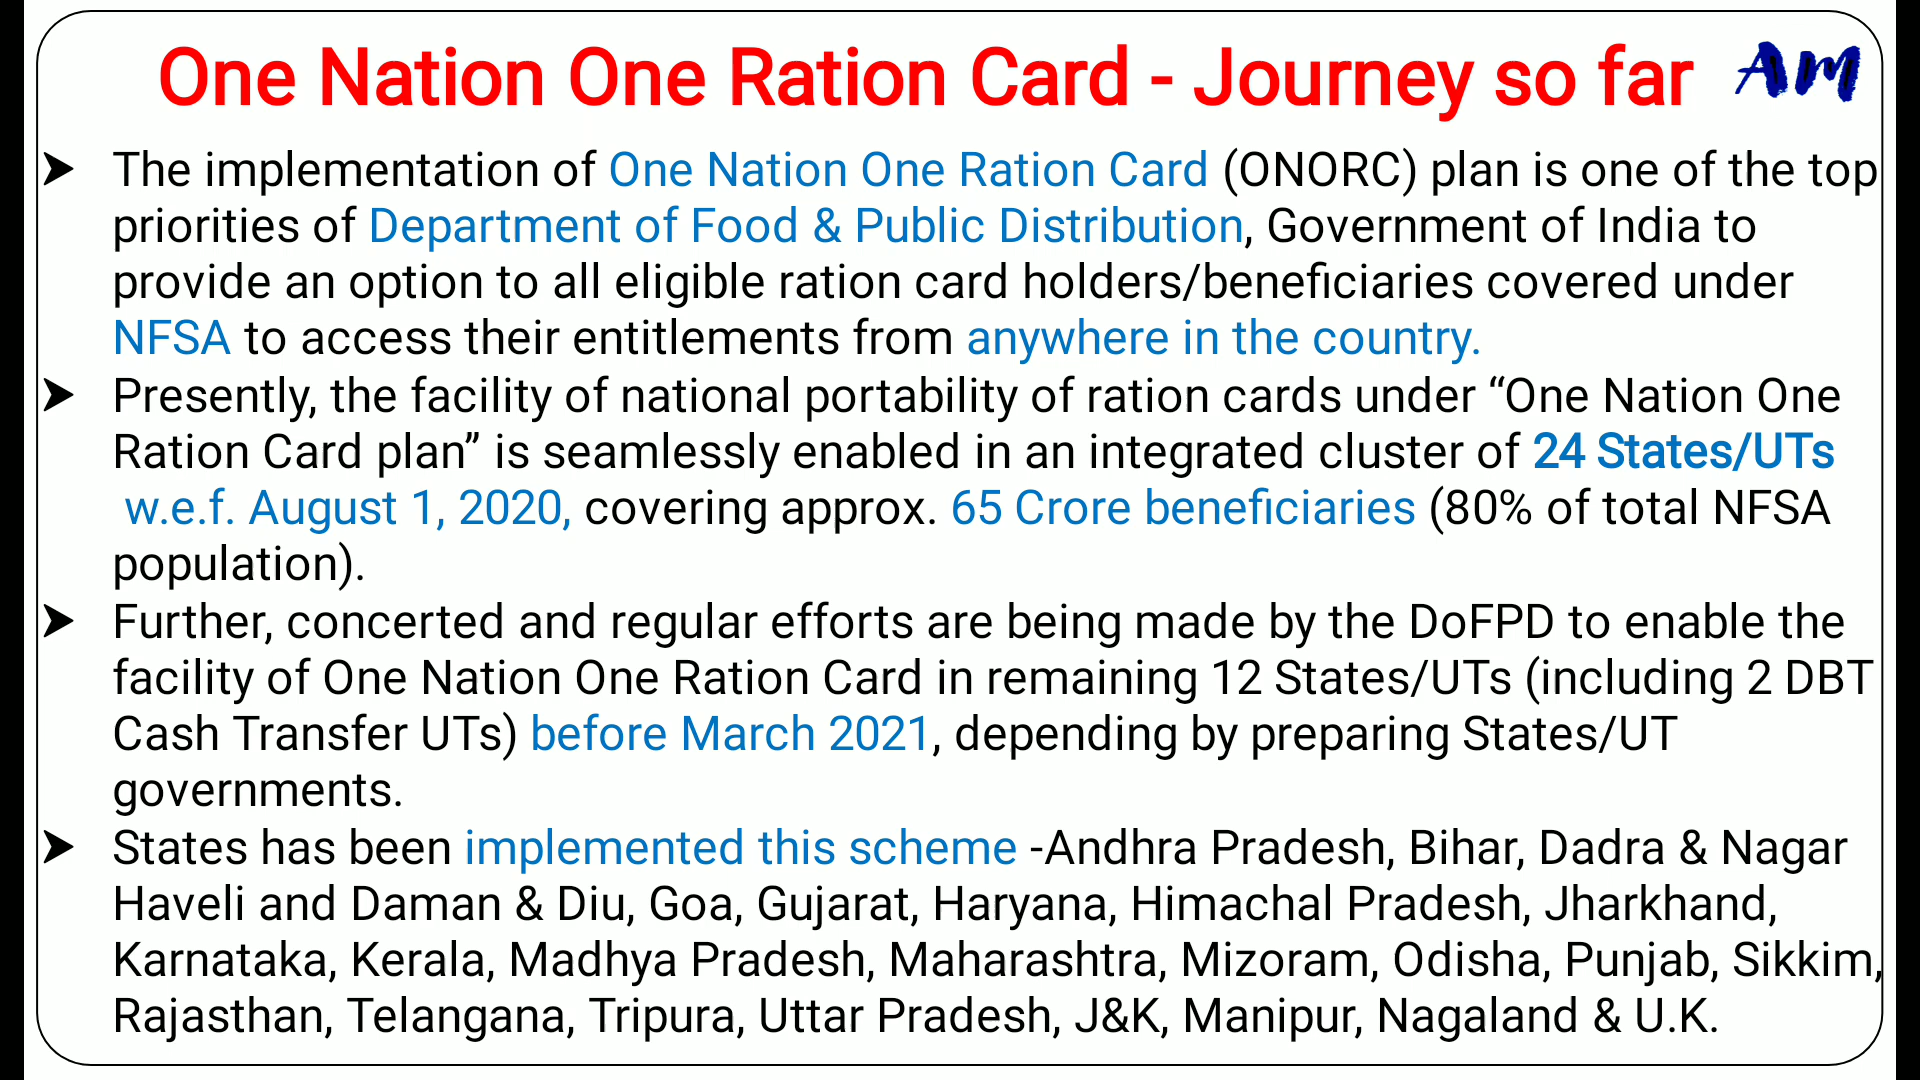 One Nation One Ration Card - Journey so far
AM
➤ The implementation of One Nation One Ration Card (ONORC) plan is one of the top
priorities of Department of Food & Public Distribution, Government of India to
provide an option to all eligible ration card holders/beneficiaries covered under
NFSA to access their entitlements from anywhere in the country.
➤ Presently, the facility of national portability of ration cards under “One Nation One
Ration Card plan” is seamlessly enabled in an integrated cluster of 24 States/UTs
w.e.f. August 1, 2020, covering approx. 65 Crore beneficiaries (80% of total NFSA
population).
➤ Further, concerted and regular efforts are being made by the DoFPD to enable the
facility of One Nation One Ration Card in remaining 12 States/UTs (including 2 DBT
Cash Transfer UTs) before March 2021, depending by preparing States/UT
governments.
➤ States has been implemented this scheme -Andhra Pradesh, Bihar, Dadra & Nagar
Haveli and Daman & Diu, Goa, Gujarat, Haryana, Himachal Pradesh, Jharkhand,
Karnataka, Kerala, Madhya Pradesh, Maharashtra, Mizoram, Odisha, Punjab, Sikkim,
Rajasthan, Telangana, Tripura, Uttar Pradesh, J&K, Manipur, Nagaland & U.K.